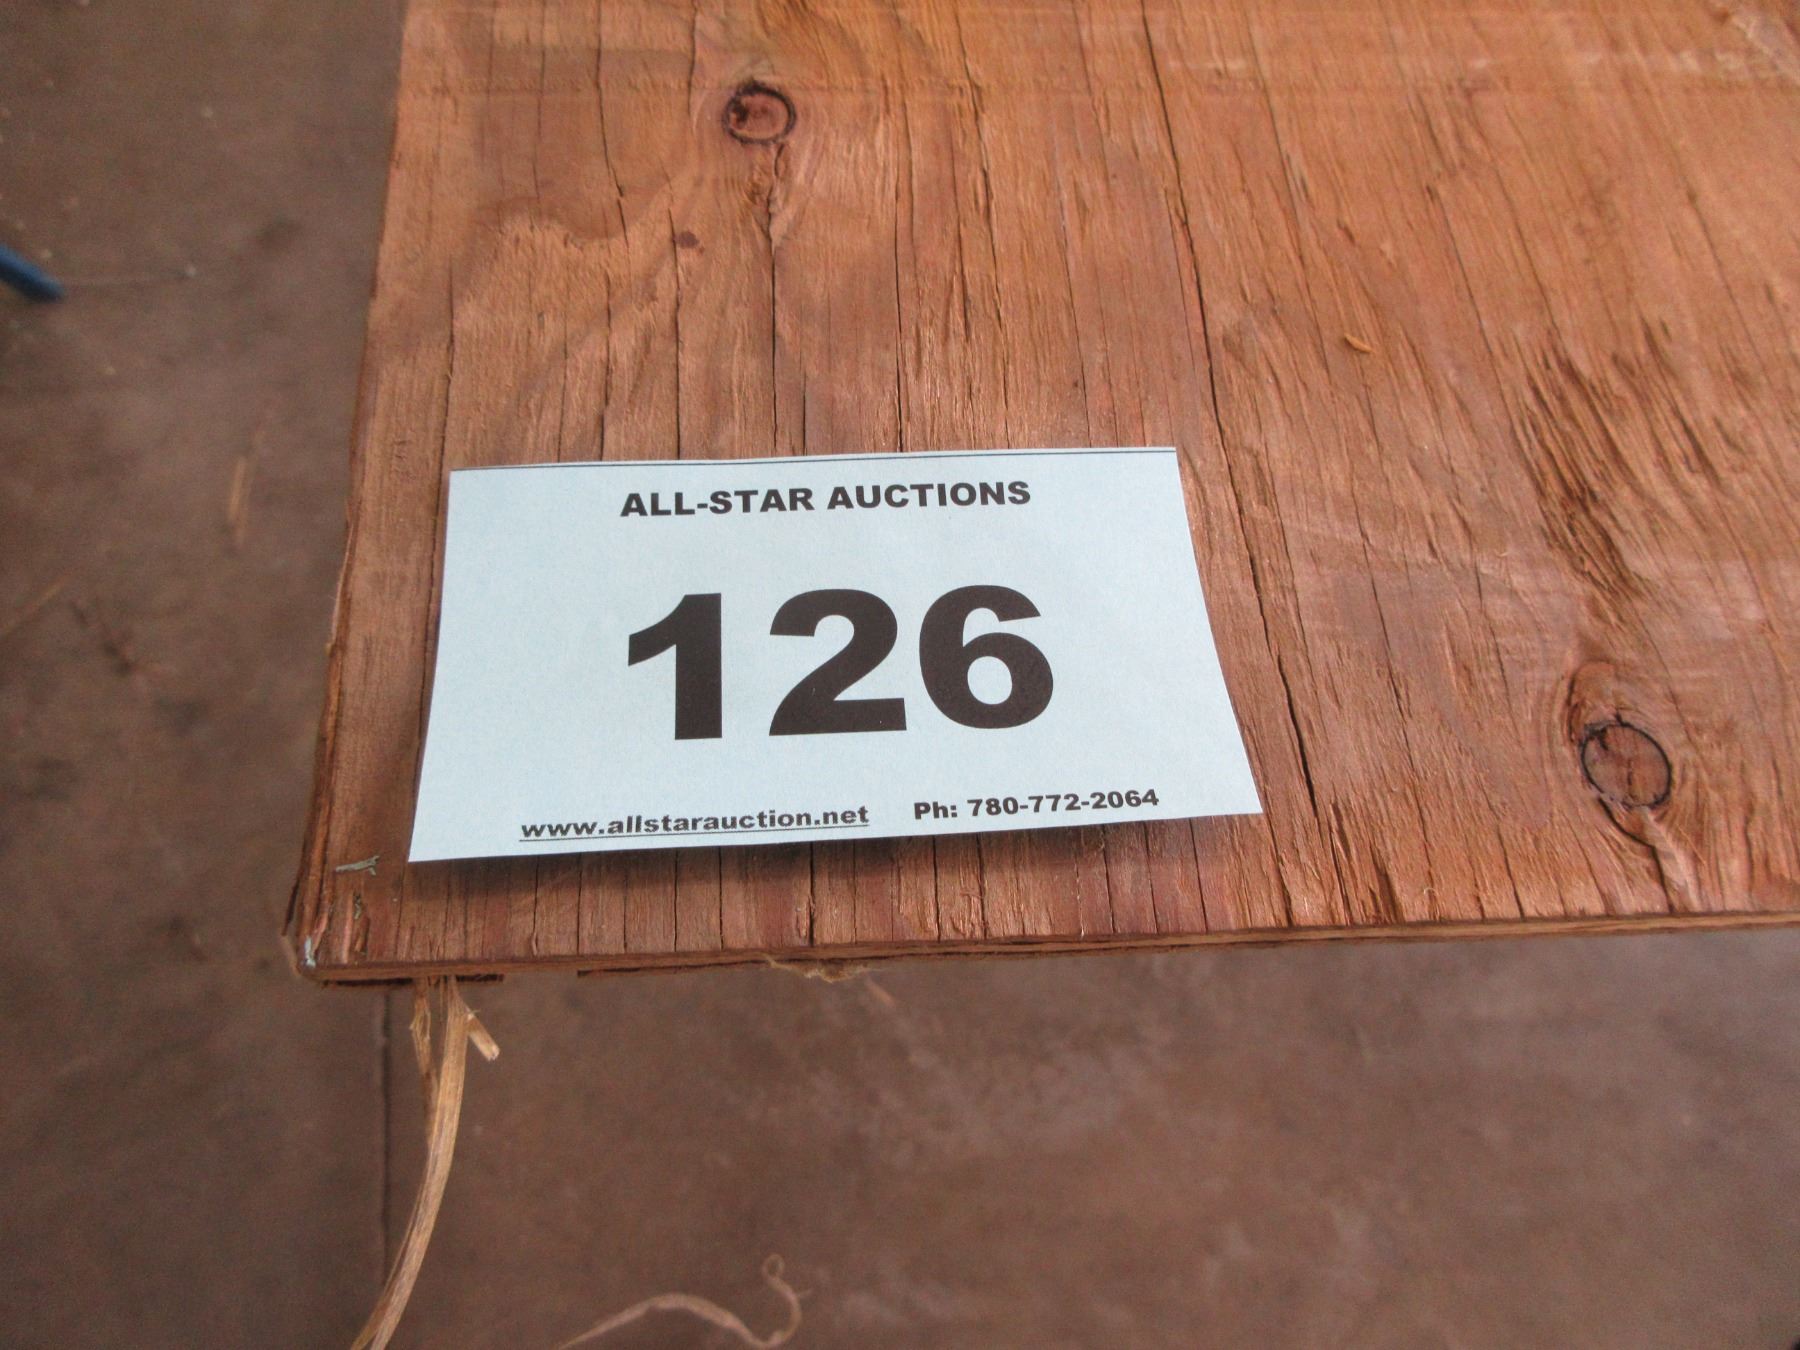 ALL-STAR AUCTIONS
126
www.allstarauction.net Ph: 780-772-2064